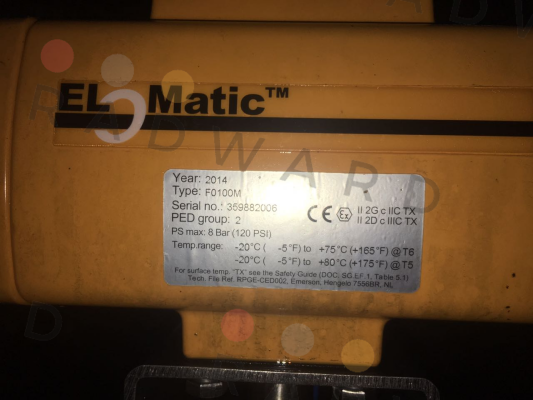 EL Matic™
Year: 2014
Type: F0100M
Serial no.: 359882006
PED group: 2
PS max: 8 Bar (120 PSI)
CE Ex II 2G c IIC TX
II 2D c IIIC TX
Temp.range: -20°C ( -5°F) to +75°C (+165°F) @ T6
-20°C ( -5°F) to +80°C (+175°F) @ T5
For surface temp. "TX" see the Safety Guide (DOC. SG.EF.1, Table 5.1)
Tech. File Ref. RPGE-CED002, Emerson, Hengelo 7556BR, NL
RADWARD